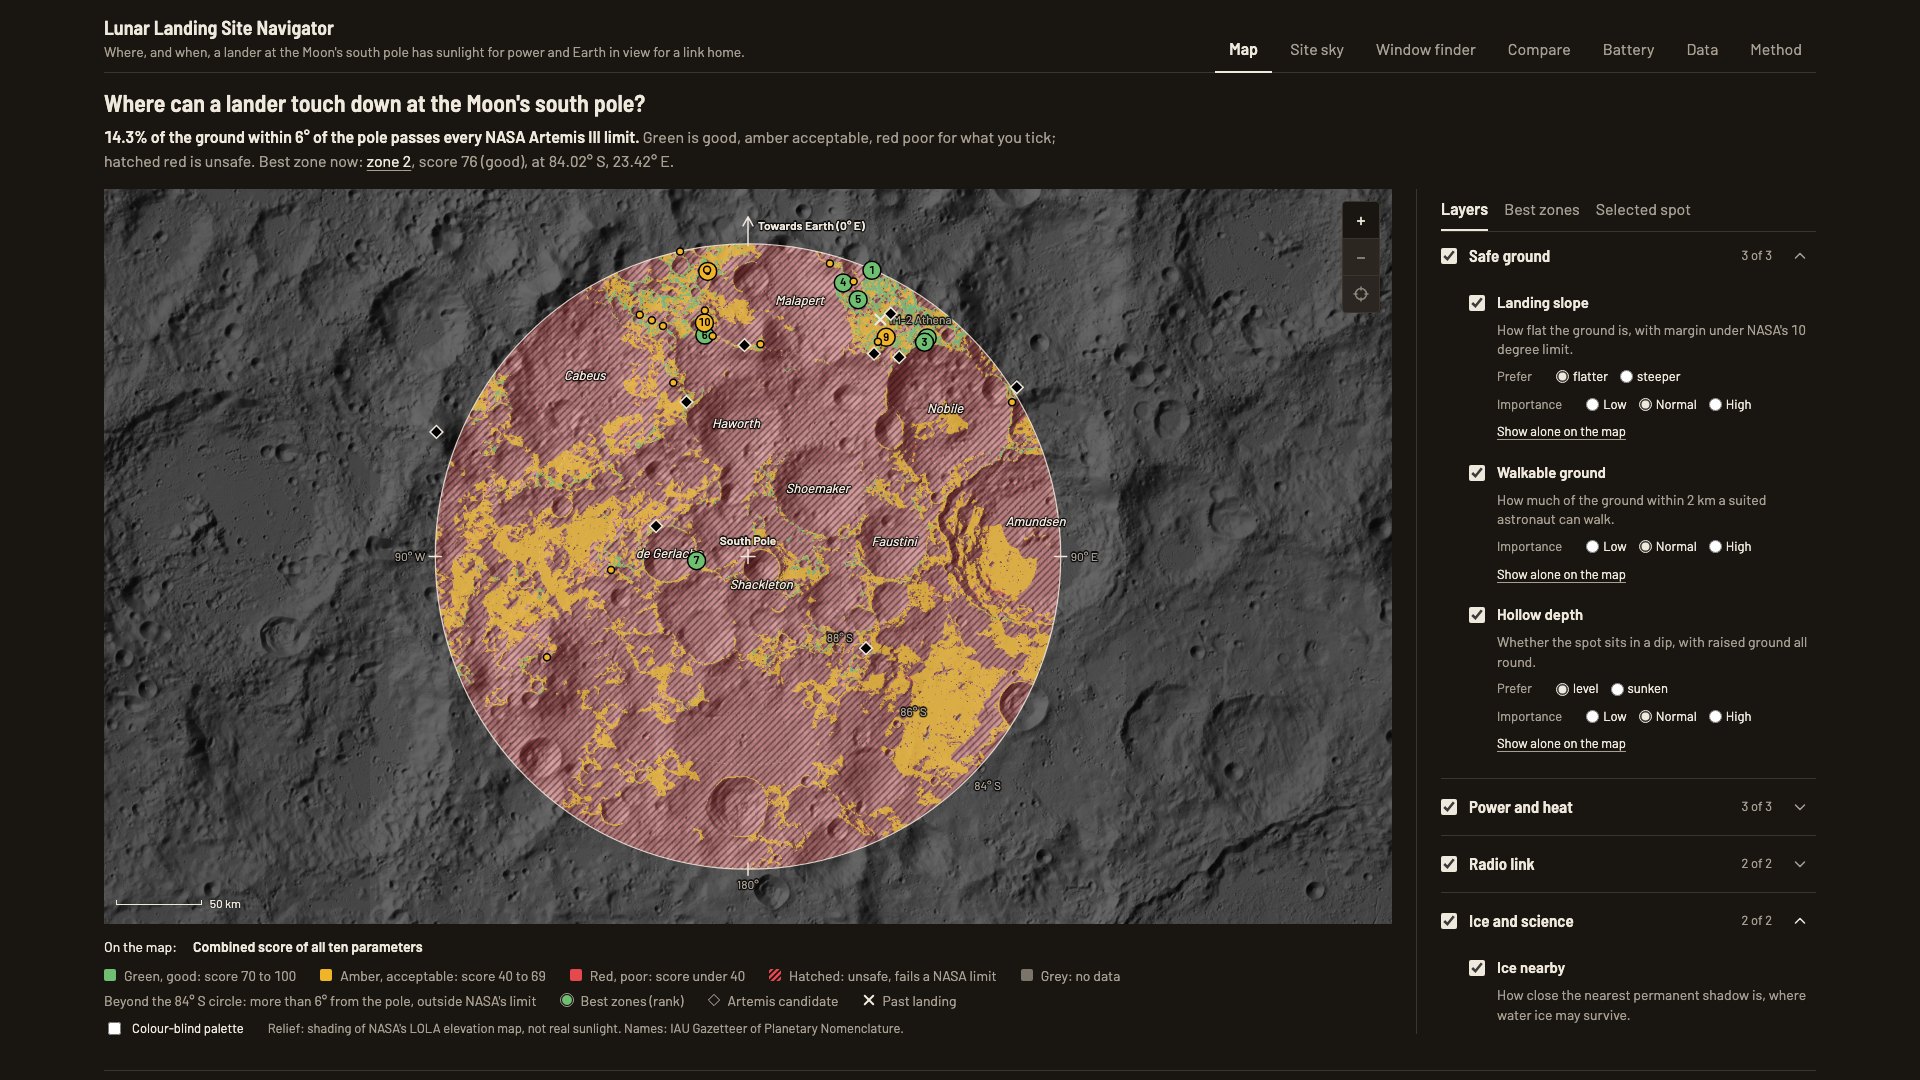 Lunar Landing Site Navigator
Where, and when, a lander at the Moon's south pole has sunlight for power and Earth in view for a link home.
Map
Site sky
Window finder
Compare
Battery
Data
Method
Where can a lander touch down at the Moon's south pole?
14.3% of the ground within 6° of the pole passes every NASA Artemis III limit. Green is good, amber acceptable, red poor for what you tick;
hatched red is unsafe. Best zone now: zone 2, score 76 (good), at 84.02° S, 23.42° E.
Towards Earth (0° E)
+
−
1
4
5
Malapert
10
6
IM-2 Athena
9
3
Cabeus
Nobile
Haworth
Shoemaker
Amundsen
South Pole
Faustini
90° W
de Gerlache
7
90° E
Shackleton
88° S
86° S
84° S
180°
50 km
On the map: Combined score of all ten parameters
Green, good: score 70 to 100
Amber, acceptable: score 40 to 69
Red, poor: score under 40
Hatched: unsafe, fails a NASA limit
Grey: no data
Beyond the 84° S circle: more than 6° from the pole, outside NASA's limit
Best zones (rank)
Artemis candidate
Past landing
Colour-blind palette
Relief: shading of NASA's LOLA elevation map, not real sunlight. Names: IAU Gazetteer of Planetary Nomenclature.
Layers
Best zones
Selected spot
Safe ground
3 of 3
Landing slope
How flat the ground is, with margin under NASA's 10
degree limit.
Prefer flatter steeper
Importance Low Normal High
Show alone on the map
Walkable ground
How much of the ground within 2 km a suited
astronaut can walk.
Importance Low Normal High
Show alone on the map
Hollow depth
Whether the spot sits in a dip, with raised ground all
round.
Prefer level sunken
Importance Low Normal High
Show alone on the map
Power and heat
3 of 3
Radio link
2 of 2
Ice and science
2 of 2
Ice nearby
How close the nearest permanent shadow is, where
water ice may survive.